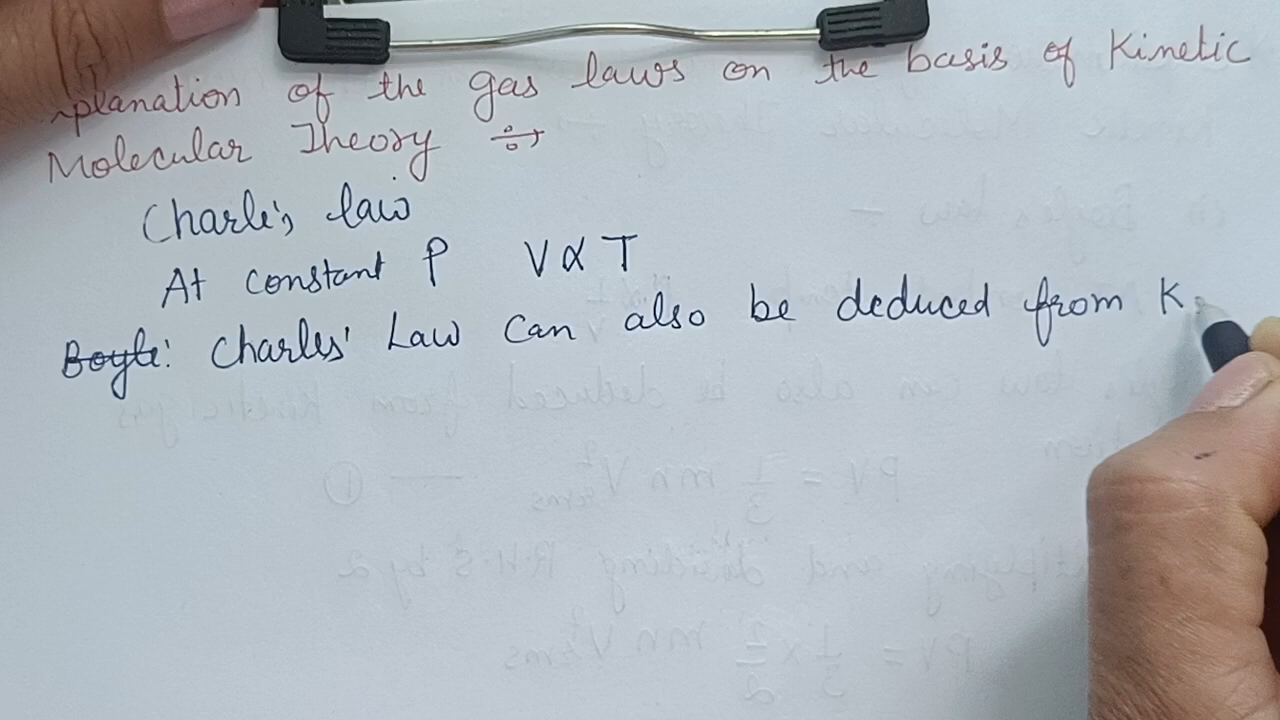 xplanation of the gas laws on the basis of Kinetic
Molecular Theory ÷→
Charle's law
At constant P V ∝ T
Boyle: Charles' Law can also be deduced from K